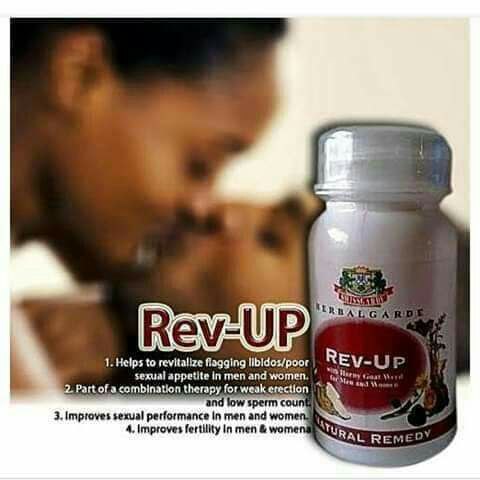 Rev-UP
1. Helps to revitalize flagging libidos/poor
sexual appetite in men and women.
2. Part of a combination therapy for weak erection
and low sperm count.
3. Improves sexual performance in men and women.
4. Improves fertility in men & womena
SWISSGARDE
HERBALGARDE
REV-UP
with Horny Goat Weed
for Men and Women
NATURAL REMEDY